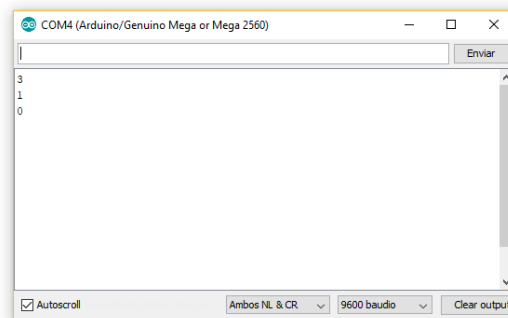 COM4 (Arduino/Genuino Mega or Mega 2560)
Enviar
3
1
0
Autoscroll
Ambos NL & CR
9600 baudio
Clear output